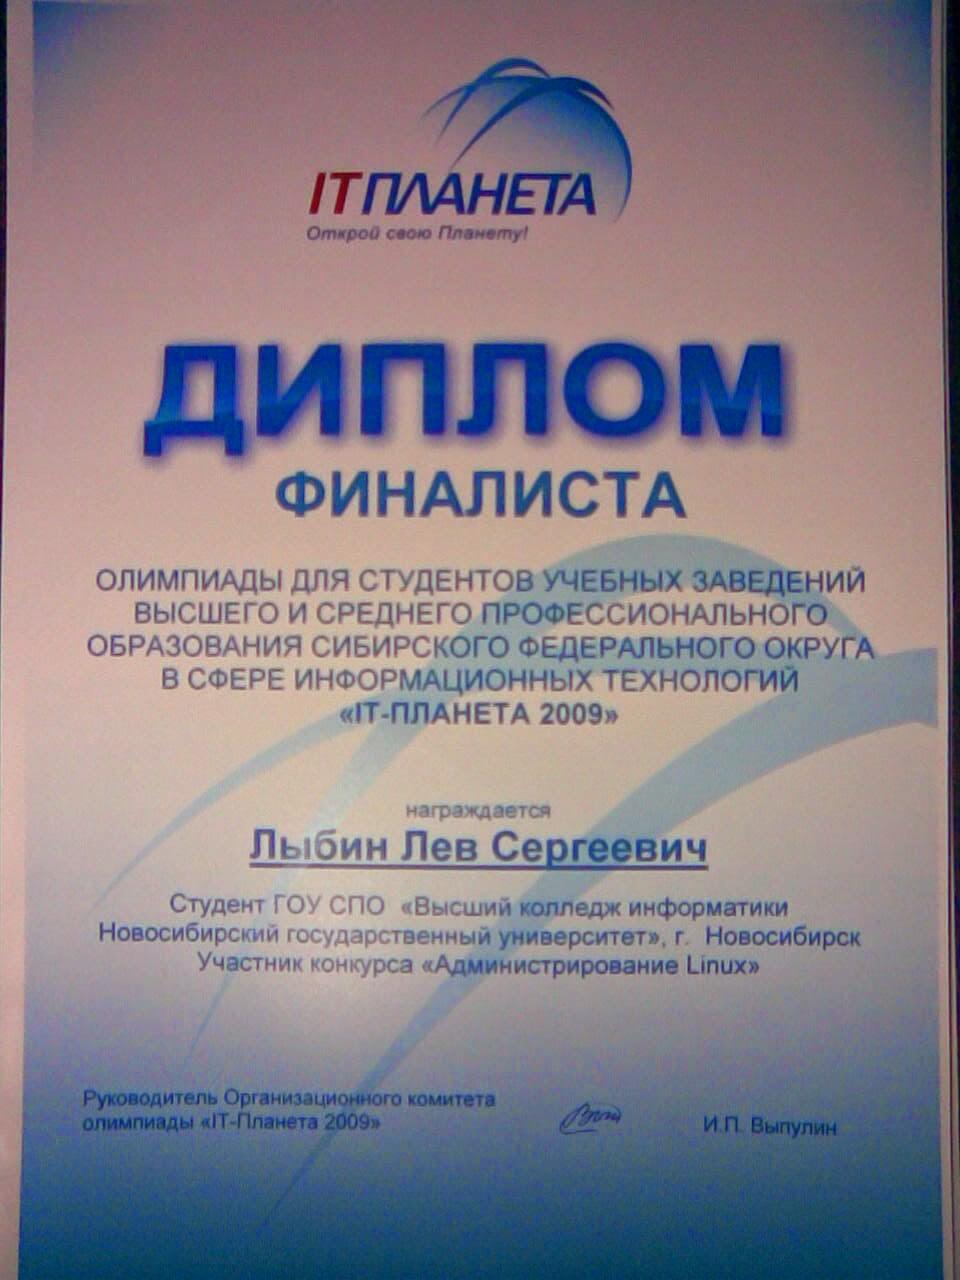 IT ПЛАНЕТА
Открой свою Планету!
ДИПЛОМ
ФИНАЛИСТА
ОЛИМПИАДЫ ДЛЯ СТУДЕНТОВ УЧЕБНЫХ ЗАВЕДЕНИЙ
ВЫСШЕГО И СРЕДНЕГО ПРОФЕССИОНАЛЬНОГО
ОБРАЗОВАНИЯ СИБИРСКОГО ФЕДЕРАЛЬНОГО ОКРУГА
В СФЕРЕ ИНФОРМАЦИОННЫХ ТЕХНОЛОГИЙ
«IT-ПЛАНЕТА 2009»
награждается
Лыбин Лев Сергеевич
Студент ГОУ СПО «Высший колледж информатики
Новосибирский государственный университет», г. Новосибирск
Участник конкурса «Администрирование Linux»
Руководитель Организационного комитета
олимпиады «IT-Планета 2009»
И.П. Выпулин